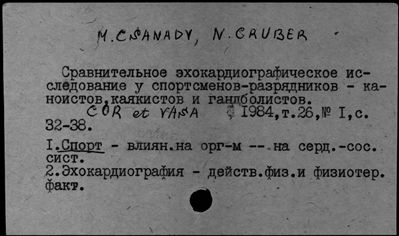 M. CSANADY, N. GRUBER
Сравнительное эхокардиографическое ис-
следование у спортсменов-разрядников - ка-
ноистов,каякистов и гандболистов.
COR et VASA 1984,т.26,№ I,с.
32-38.
I.Спорт - влиян.на орг-м --.на серд.-сос.
сист.
2.Эхокардиография - действ.физ.и физиотер.
факт.